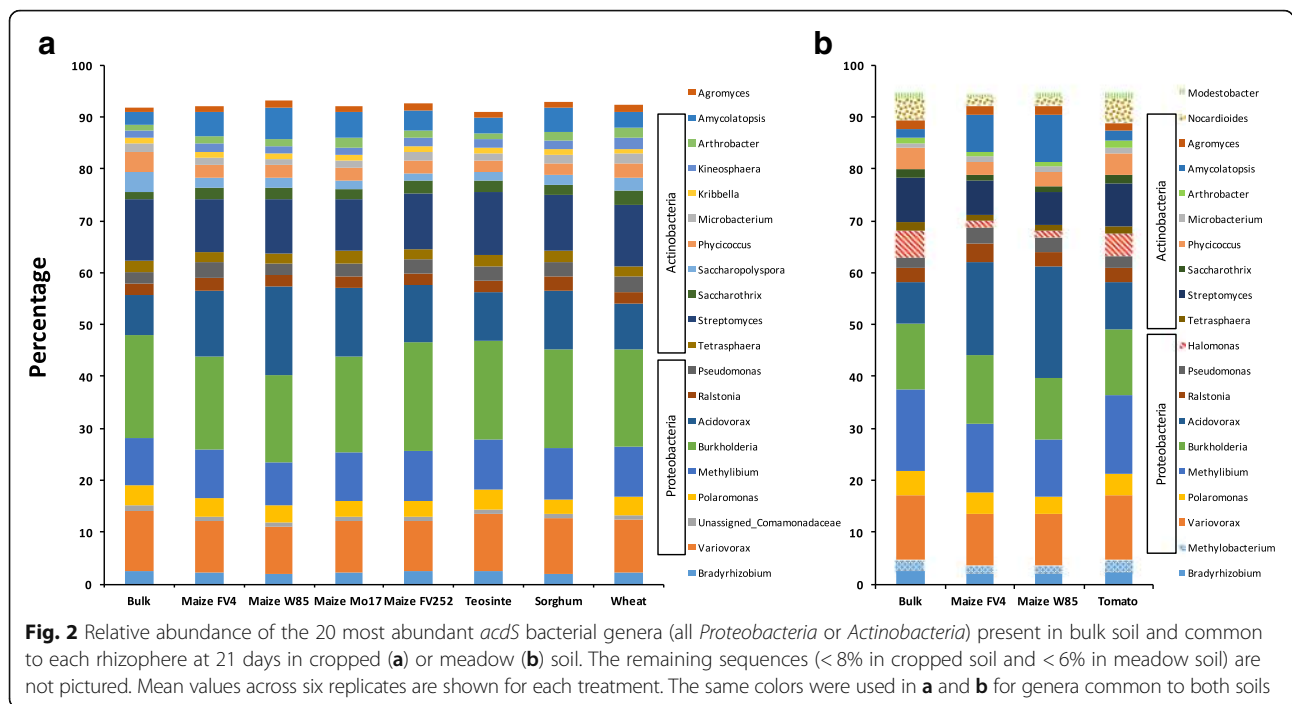 a
b
100
90
80
70
60
50
40
30
20
10
0
Percentage
Bulk Maize FV4 Maize W85 Maize Mo17 Maize FV252 Teosinte Sorghum Wheat
Agromyces
Amycolatopsis
Arthrobacter
Kineosphaera
Kribbella
Microbacterium
Phycicoccus
Saccharopolyspora
Saccharothrix
Streptomyces
Tetrasphaera
Pseudomonas
Ralstonia
Acidovorax
Burkholderia
Methylibium
Polaromonas
Unassigned_Comamonadaceae
Variovorax
Bradyrhizobium
Actinobacteria
Proteobacteria
100
90
80
70
60
50
40
30
20
10
0
Bulk Maize FV4 Maize W85 Tomato
Modestobacter
Nocardioides
Agromyces
Amycolatopsis
Arthrobacter
Microbacterium
Phycicoccus
Saccharothrix
Streptomyces
Tetrasphaera
Halomonas
Pseudomonas
Ralstonia
Acidovorax
Burkholderia
Methylibium
Polaromonas
Variovorax
Methylobacterium
Bradyrhizobium
Actinobacteria
Proteobacteria
Fig. 2 Relative abundance of the 20 most abundant acdS bacterial genera (all Proteobacteria or Actinobacteria) present in bulk soil and common
to each rhizophere at 21 days in cropped (a) or meadow (b) soil. The remaining sequences (< 8% in cropped soil and < 6% in meadow soil) are
not pictured. Mean values across six replicates are shown for each treatment. The same colors were used in a and b for genera common to both soils